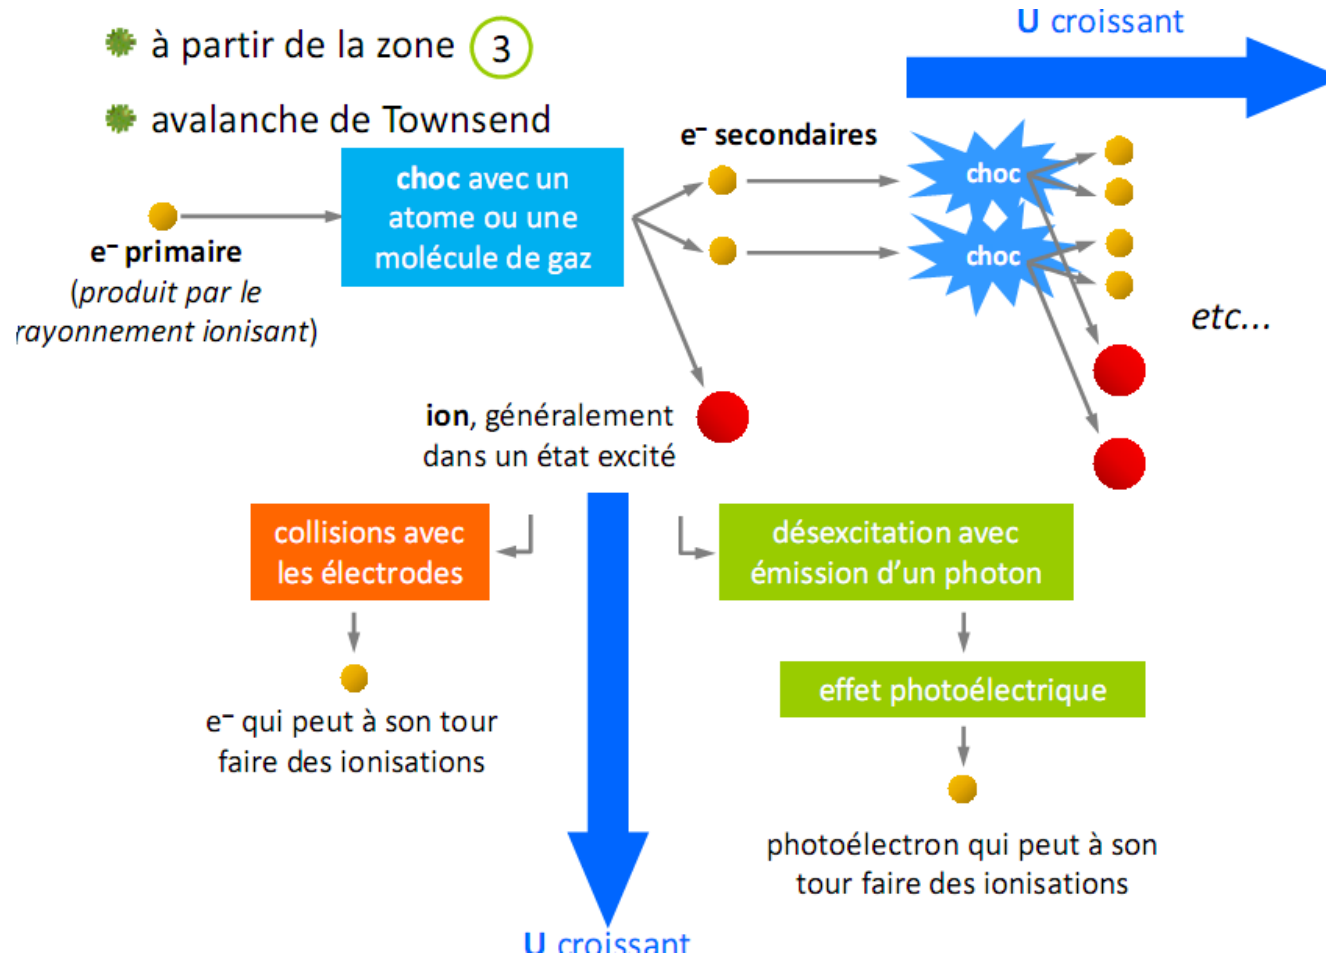 U croissant
à partir de la zone 3
avalanche de Townsend
e⁻ secondaires
choc avec un
atome ou une
molécule de gaz
choc
choc
e⁻ primaire
(produit par le
rayonnement ionisant)
etc...
ion, généralement
dans un état excité
collisions avec
les électrodes
désexcitation avec
émission d'un photon
effet photoélectrique
e⁻ qui peut à son tour
faire des ionisations
photoélectron qui peut à son
tour faire des ionisations
U croissant